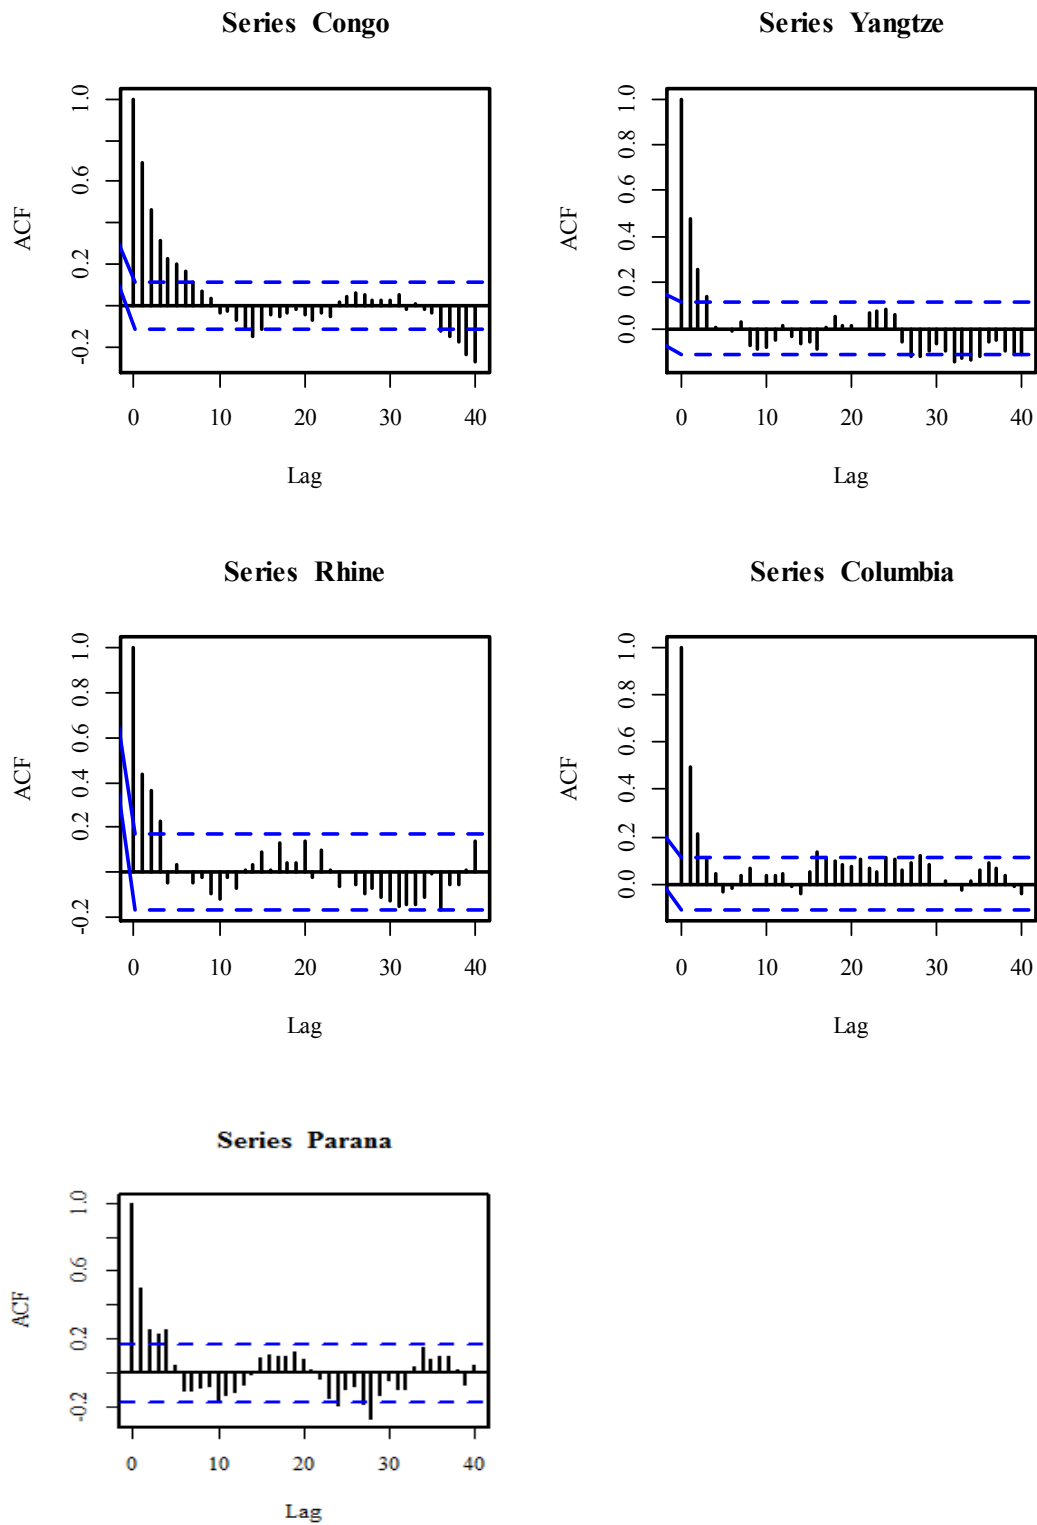 Series Congo
ACF
1.0
0.6
0.2
-0.2
0 10 20 30 40
Lag
Series Yangtze
ACF
1.0
0.8
0.6
0.4
0.2
0.0
0 10 20 30 40
Lag
Series Rhine
ACF
1.0
0.8
0.6
0.4
0.2
-0.2
0 10 20 30 40
Lag
Series Columbia
ACF
1.0
0.8
0.6
0.4
0.2
0.0
0 10 20 30 40
Lag
Series Parana
ACF
1.0
0.6
0.2
-0.2
0 10 20 30 40
Lag